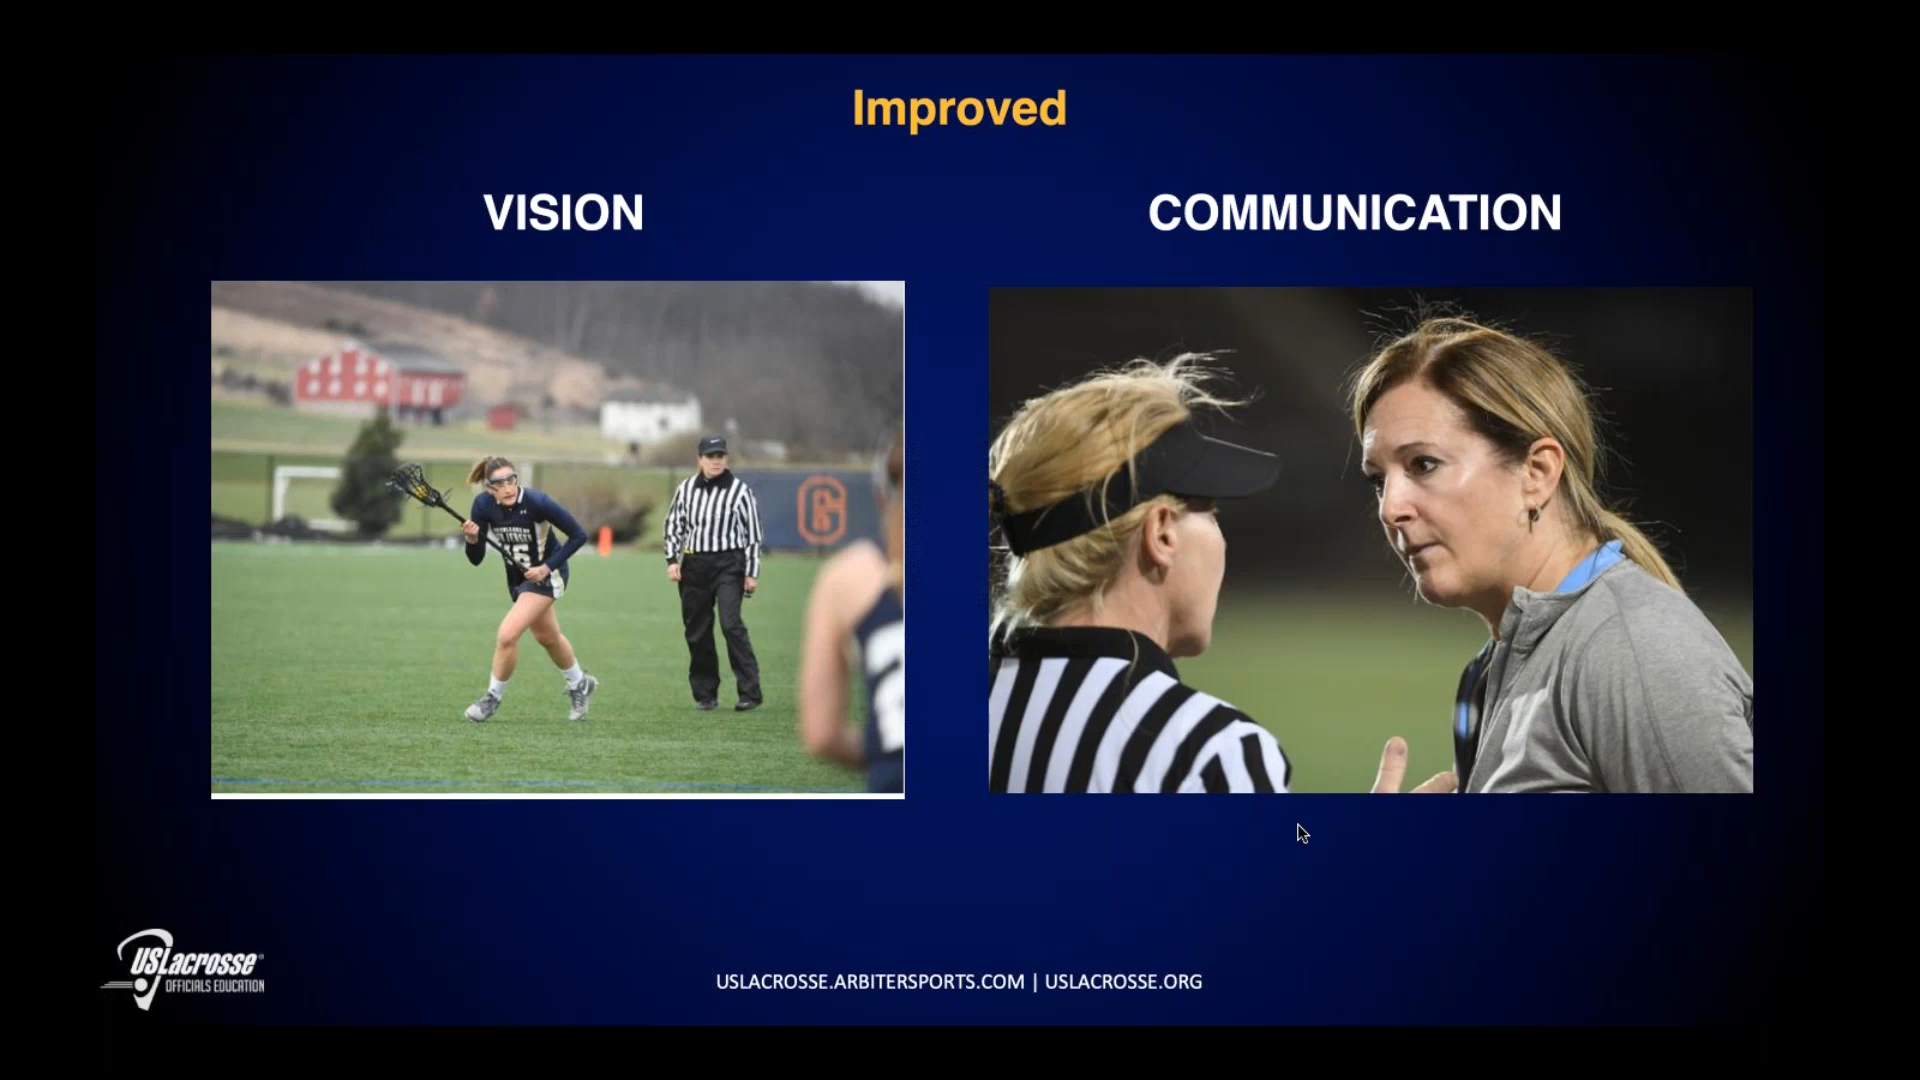 Improved
VISION
COMMUNICATION
G
USLacrosse
OFFICIALS EDUCATION
USLACROSSE.ARBITERSPORTS.COM | USLACROSSE.ORG